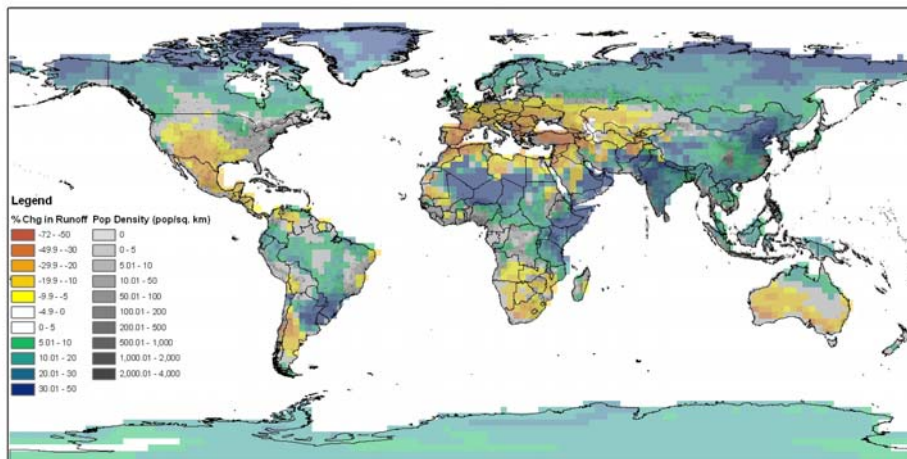 Legend
% Chg in Runoff Pop Density (pop/sq. km)
-72 - -50 0
-49.9 - -30 0 - 5
-29.9 - -20 5.01 - 10
-19.9 - -10 10.01 - 50
-9.9 - -5 50.01 - 100
-4.9 - 0 100.01 - 200
0 - 5 200.01 - 500
5.01 - 10 500.01 - 1,000
10.01 - 20 1,000.01 - 2,000
20.01 - 30 2,000.01 - 4,000
30.01 - 50